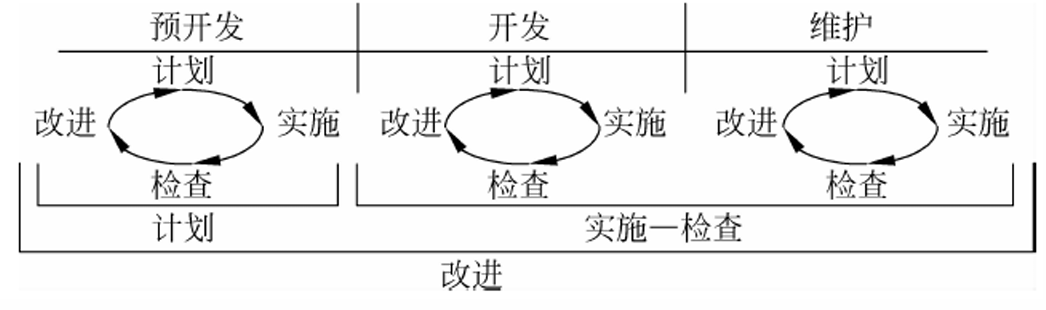 预开发 开发 维护
计划 计划 计划
改进 实施 改进 实施 改进 实施
检查 检查 检查
计划 实施—检查
改进